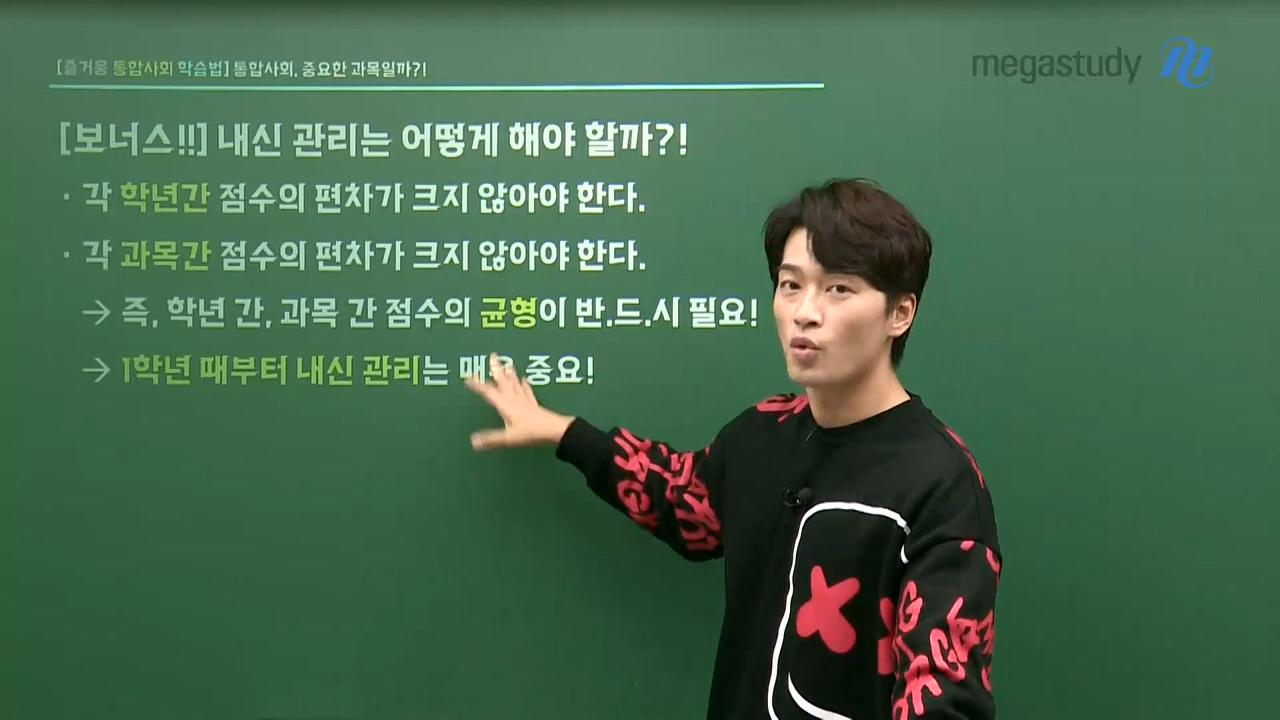 [즐거웅 통합사회 학습법] 통합사회, 중요한 과목일까?!
megastudy
[보너스!!] 내신 관리는 어떻게 해야 할까?!
· 각 학년간 점수의 편차가 크지 않아야 한다.
· 각 과목간 점수의 편차가 크지 않아야 한다.
→ 즉, 학년 간, 과목 간 점수의 균형이 반.드.시 필요!
→ 1학년 때부터 내신 관리는 매우 중요!